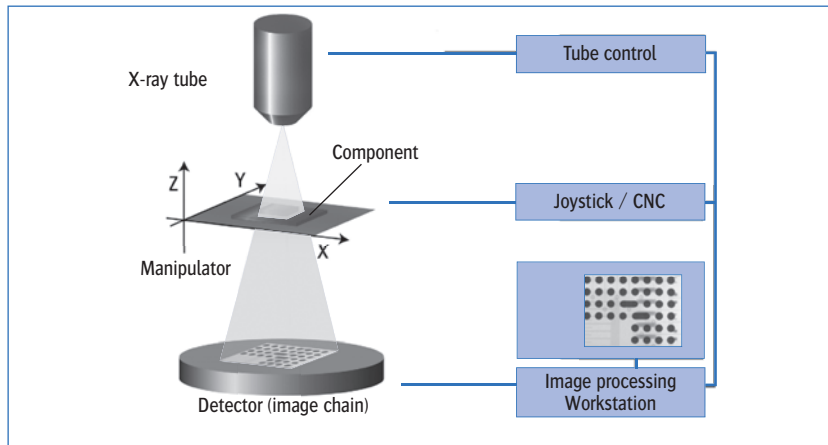 Tube control
X-ray tube
Component
Z
Y
Joystick / CNC
X
Manipulator
Image processing
Workstation
Detector (image chain)